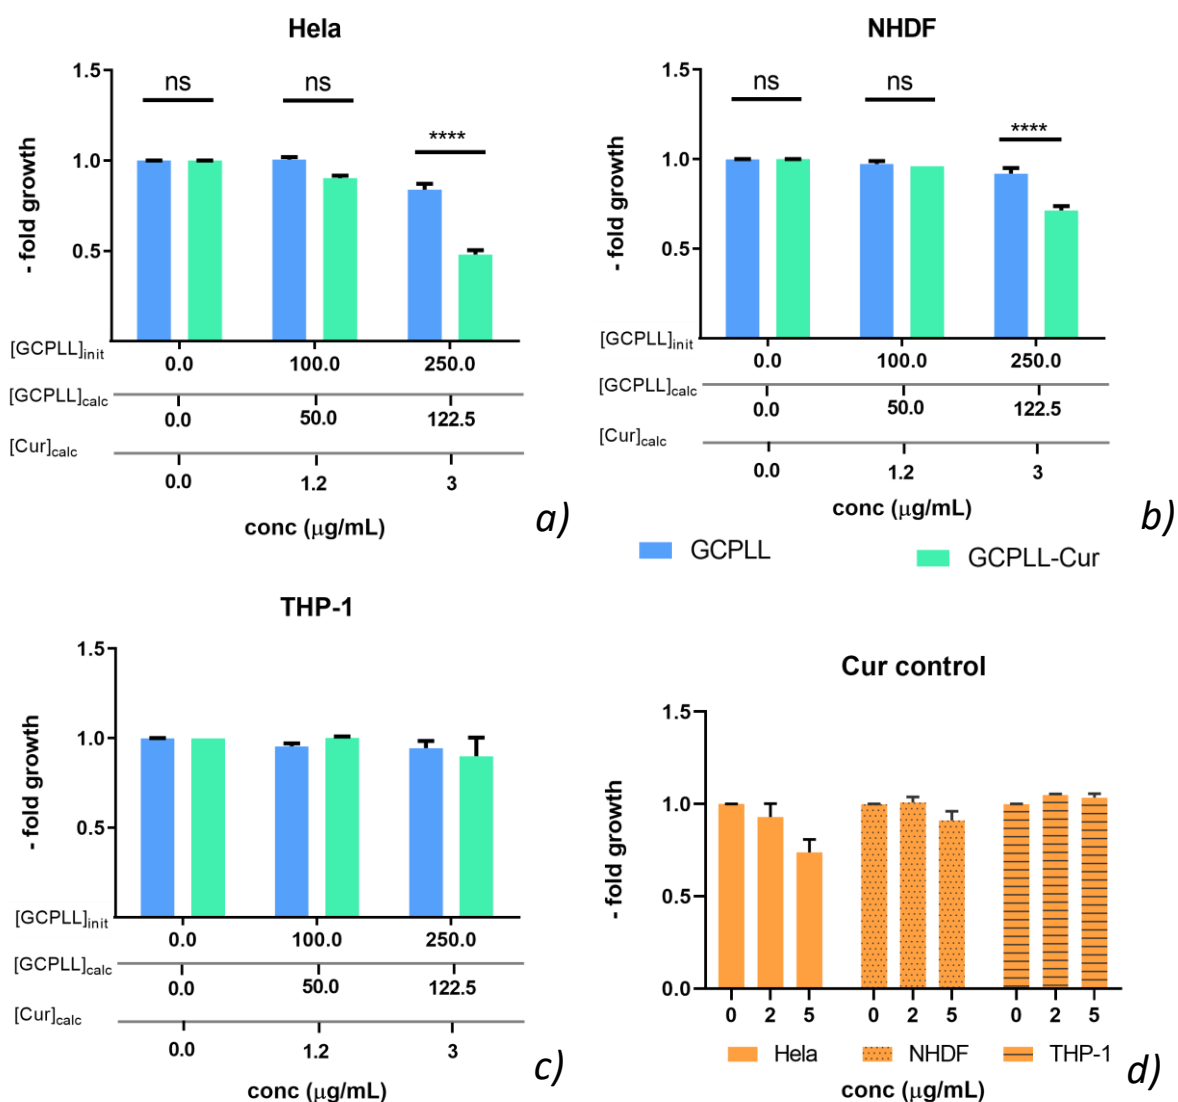 Hela
- fold growth
1.5
1.0
0.5
ns
ns
****
[GCPLL]init
0.0 100.0 250.0
[GCPLL]calc
0.0 50.0 122.5
[Cur]calc
0.0 1.2 3
conc (μg/mL)
a)
NHDF
- fold growth
1.5
1.0
0.5
0.0
ns
ns
****
[GCPLL]init
0.0 100.0 250.0
[GCPLL]calc
0.0 50.0 122.5
[Cur]calc
0.0 1.2 3
conc (μg/mL)
b)
GCPLL
GCPLL-Cur
THP-1
- fold growth
1.5
1.0
0.5
[GCPLL]init
0.0 100.0 250.0
[GCPLL]calc
0.0 50.0 122.5
[Cur]calc
0.0 1.2 3
conc (μg/mL)
c)
Cur control
- fold growth
1.5
1.0
0.5
0.0
0 2 5 0 2 5 0 2 5
Hela NHDF THP-1
conc (μg/mL)
d)